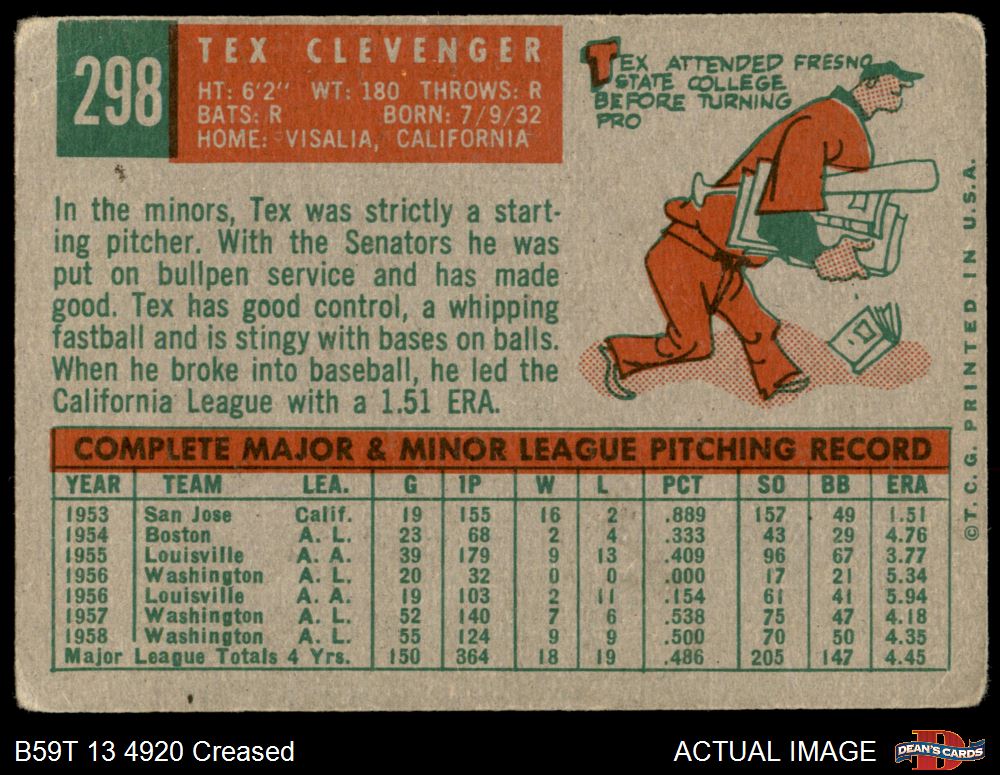 298
TEX CLEVENGER
HT: 6'2" WT: 180 THROWS: R
BATS: R BORN: 7/9/32
HOME: VISALIA, CALIFORNIA
TEX ATTENDED FRESNO
STATE COLLEGE
BEFORE TURNING
PRO
In the minors, Tex was strictly a start-
ing pitcher. With the Senators he was
put on bullpen service and has made
good. Tex has good control, a whipping
fastball and is stingy with bases on balls.
When he broke into baseball, he led the
California League with a 1.51 ERA.
COMPLETE MAJOR & MINOR LEAGUE PITCHING RECORD
YEAR TEAM LEA. G IP W L PCT SO BB ERA
1953 San Jose Calif. 19 155 16 2 .889 157 49 1.51
1954 Boston A. L. 23 68 2 4 .333 43 29 4.76
1955 Louisville A. A. 39 179 9 13 .409 96 67 3.77
1956 Washington A. L. 20 32 0 0 .000 17 21 5.34
1956 Louisville A. A. 19 103 2 11 .154 61 41 5.94
1957 Washington A. L. 52 140 7 6 .538 75 47 4.18
1958 Washington A. L. 55 124 9 9 .500 70 50 4.35
Major League Totals 4 Yrs. 150 364 18 19 .486 205 147 4.45
©T.C.G. PRINTED IN U.S.A.
B59T 13 4920 Creased
ACTUAL IMAGE
DEAN'S CARDS